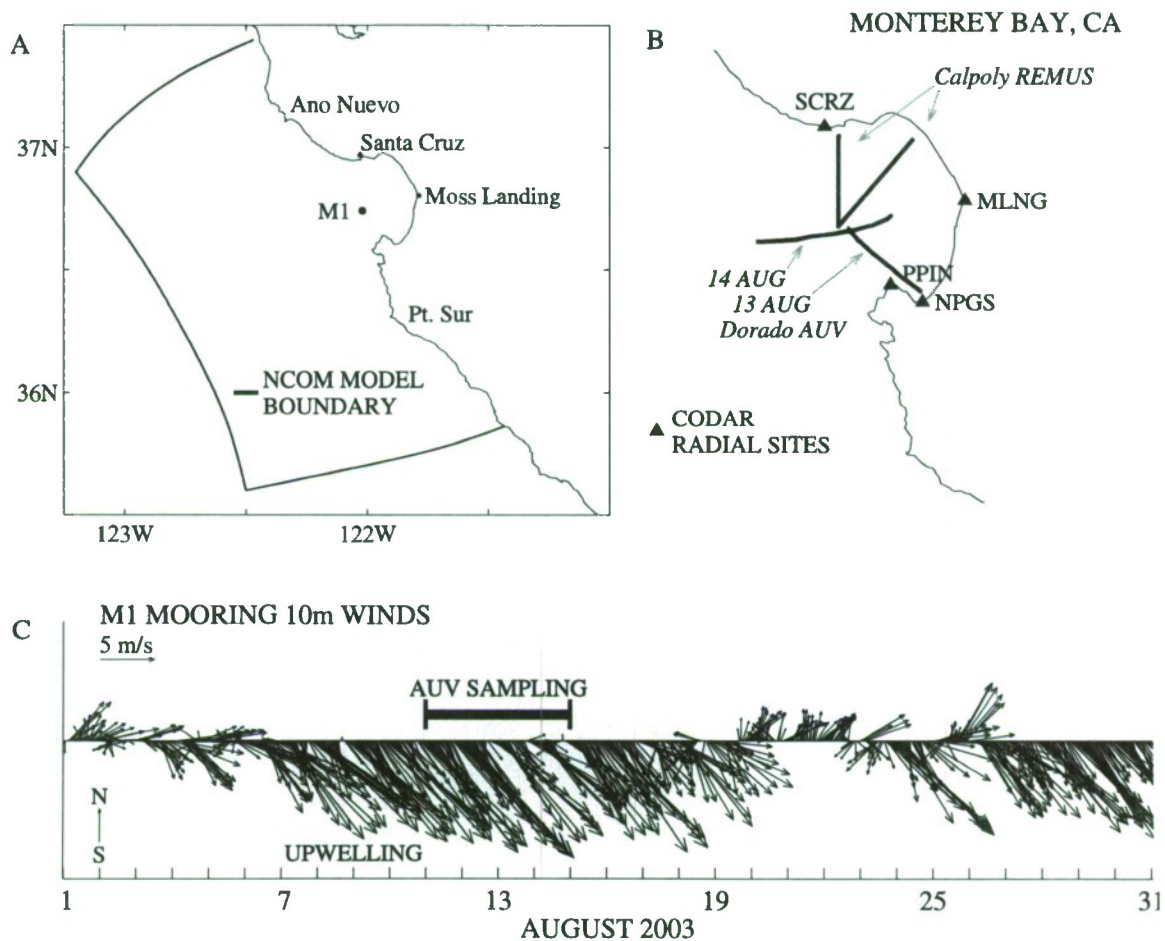 A
Ano Nuevo
37N
Santa Cruz
M1
Moss Landing
Pt. Sur
36N
NCOM MODEL
BOUNDARY
123W
122W
MONTEREY BAY, CA
B
Calpoly REMUS
SCRZ
MLNG
14 AUG
13 AUG
Dorado AUV
PPIN
NPGS
CODAR
RADIAL SITES
C
M1 MOORING 10m WINDS
5 m/s
AUV SAMPLING
N
S
UPWELLING
1 7 13 19 25 31
AUGUST 2003